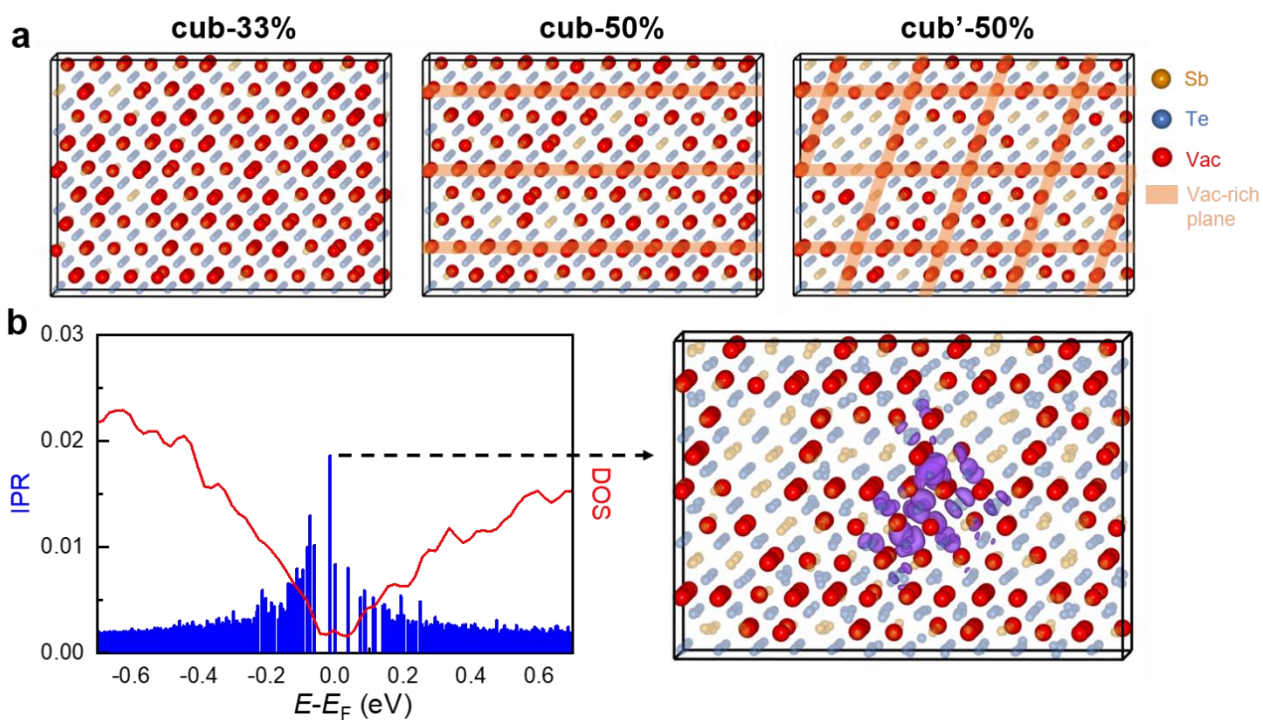 a
cub-33%
cub-50%
cub’-50%
Sb
Te
Vac
Vac-rich
plane
b
0.03
0.02
0.01
0.00
IPR
DOS
-0.6
-0.4
-0.2
0.0
0.2
0.4
0.6
E-EF (eV)